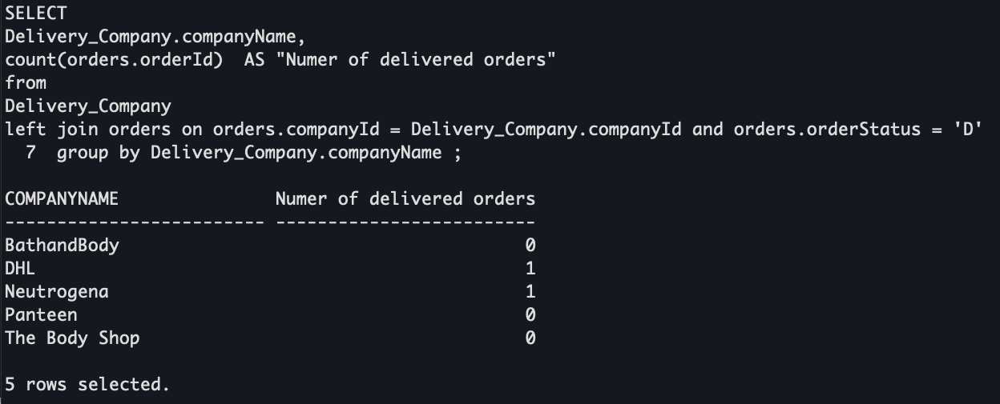 SELECT
Delivery_Company.companyName,
count(orders.orderId)  AS "Numer of delivered orders"
from
Delivery_Company
left join orders on orders.companyId = Delivery_Company.companyId and orders.orderStatus = 'D'
  7  group by Delivery_Company.companyName ;

COMPANYNAME               Numer of delivered orders
------------------------- -------------------------
BathandBody                                       0
DHL                                               1
Neutrogena                                        1
Panteen                                           0
The Body Shop                                     0

5 rows selected.